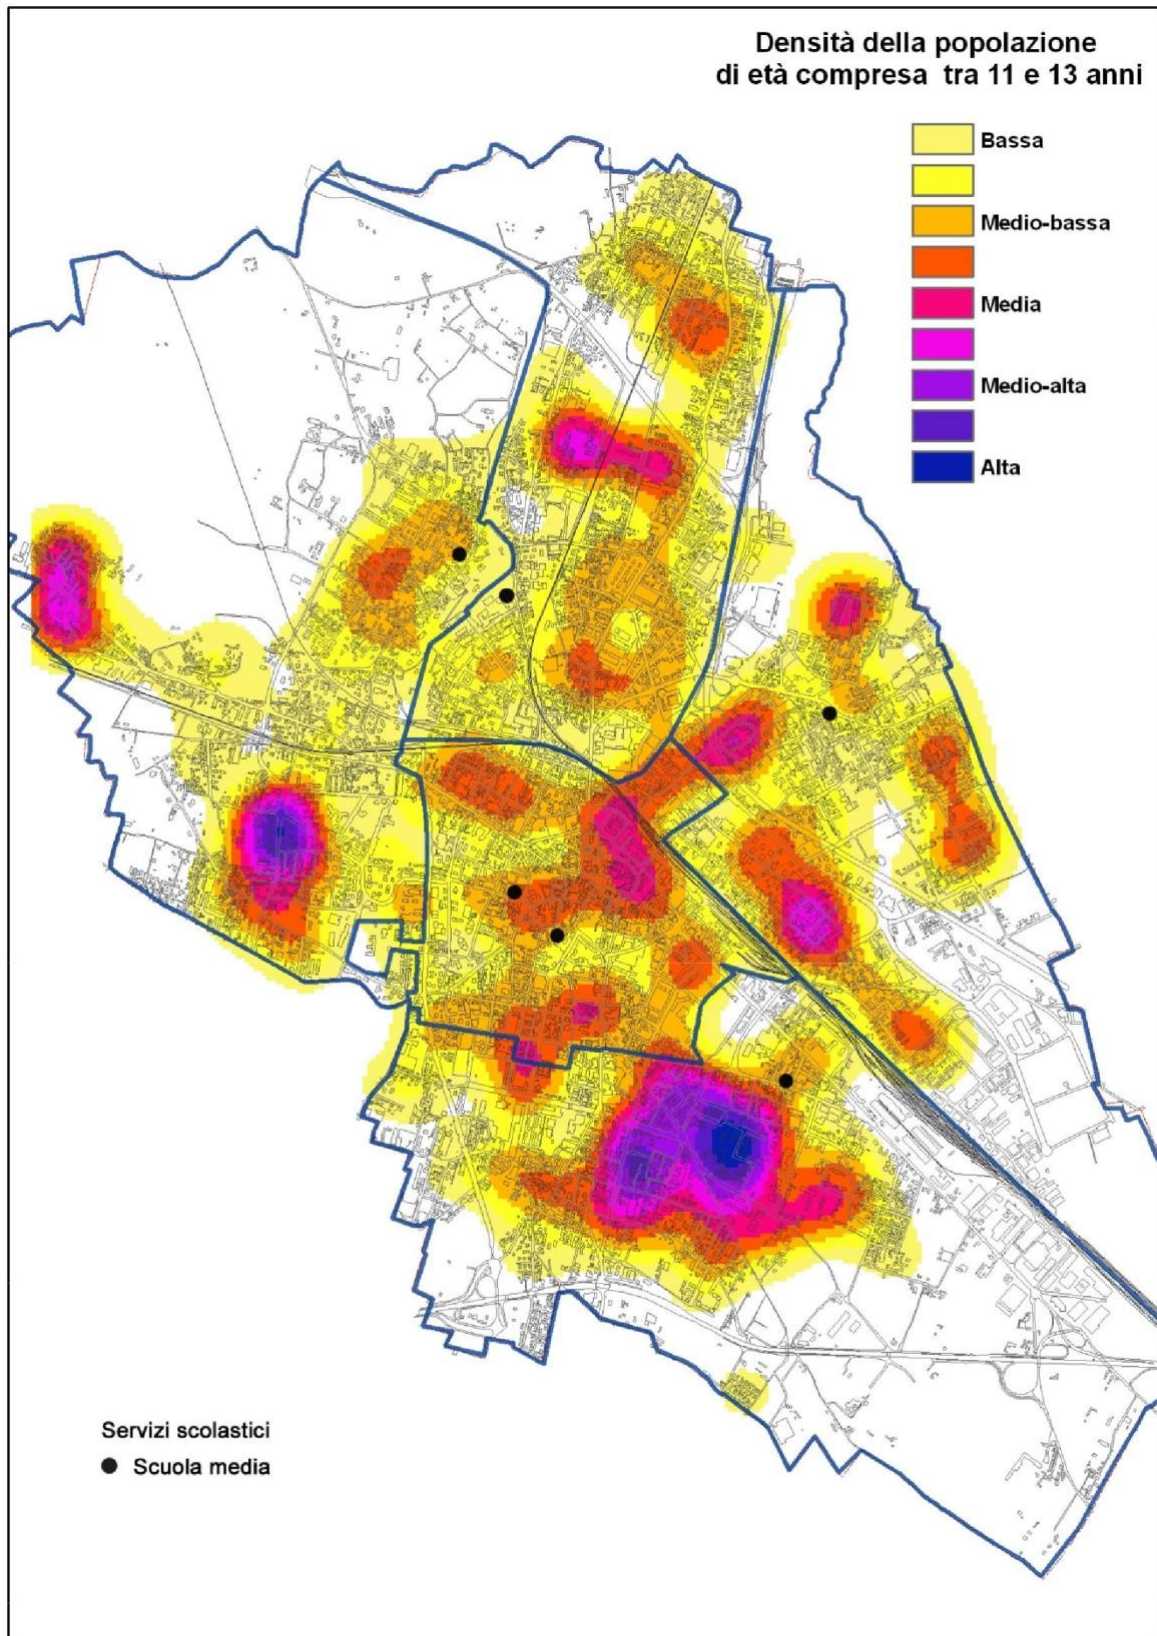 Densità della popolazione
di età compresa tra 11 e 13 anni
Bassa
Medio-bassa
Media
Medio-alta
Alta
Servizi scolastici
Scuola media